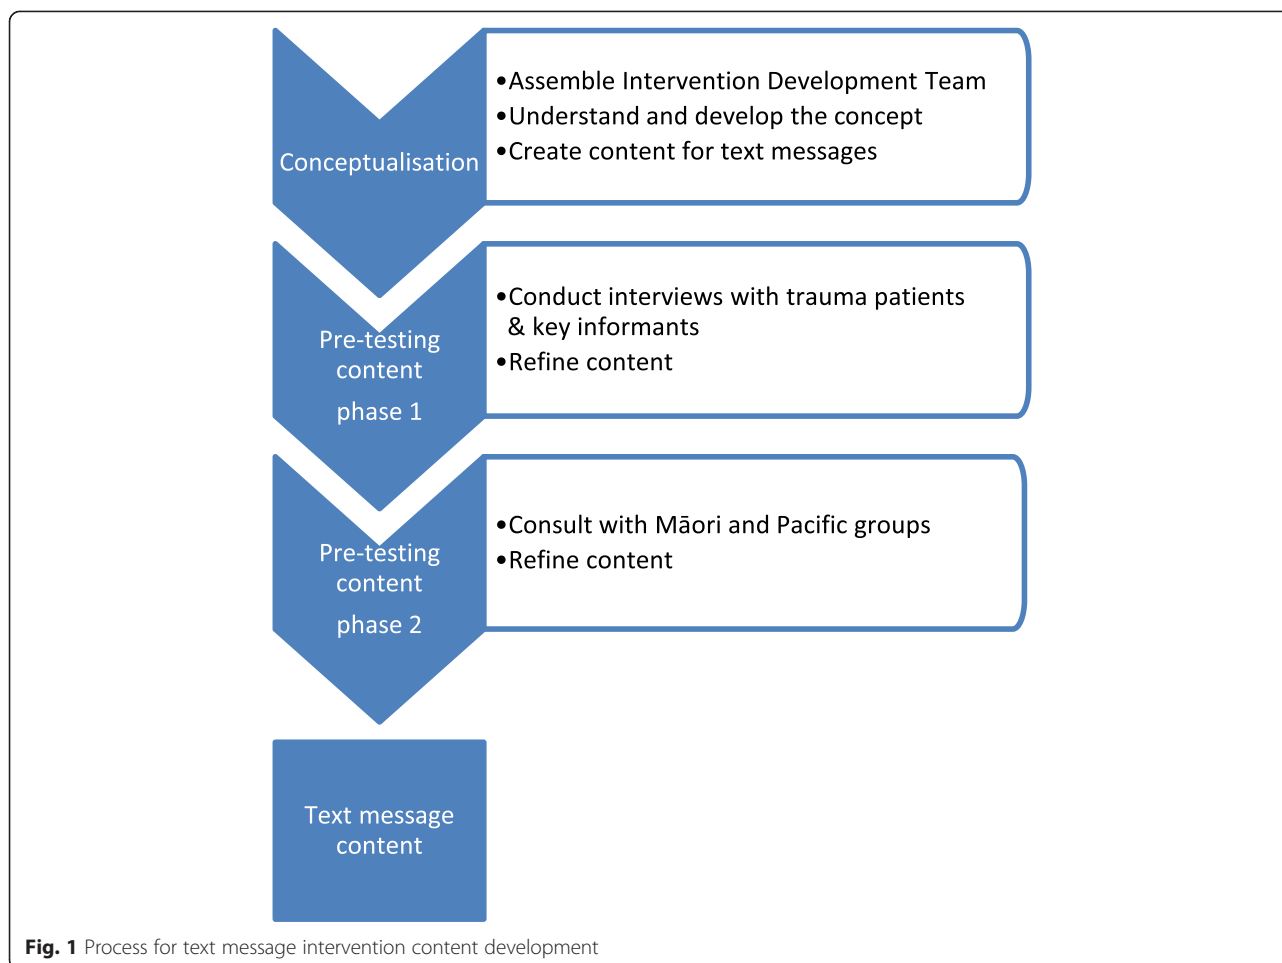 Conceptualisation
•Assemble Intervention Development Team
•Understand and develop the concept
•Create content for text messages
Pre-testing
content
phase 1
•Conduct interviews with trauma patients
& key informants
•Refine content
Pre-testing
content
phase 2
•Consult with Māori and Pacific groups
•Refine content
Text message
content
Fig. 1 Process for text message intervention content development